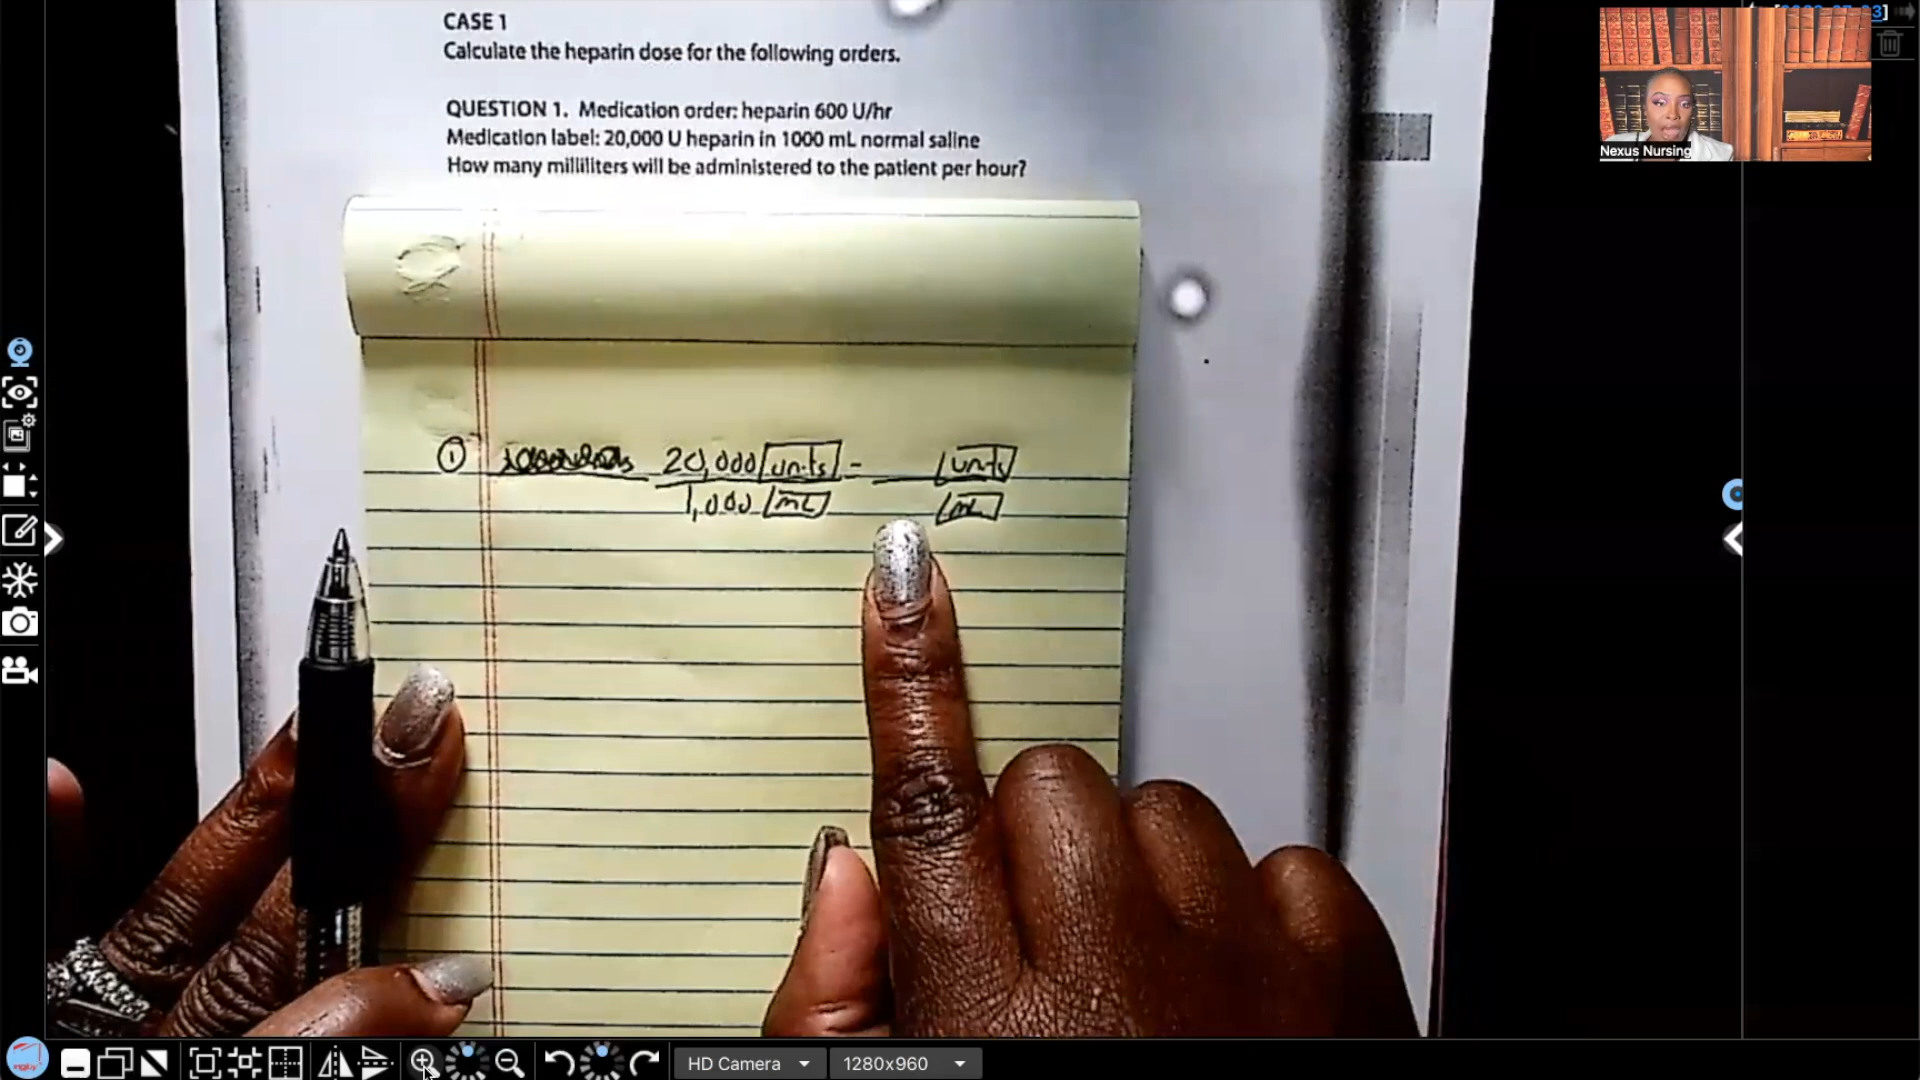 CASE 1
Calculate the heparin dose for the following orders.
QUESTION 1. Medication order: heparin 600 U/hr
Medication label: 20,000 U heparin in 1000 mL normal saline
How many milliliters will be administered to the patient per hour?
Nexus Nursing
① 20,000 units = units
1,000 mL mL
HD Camera 1280x960